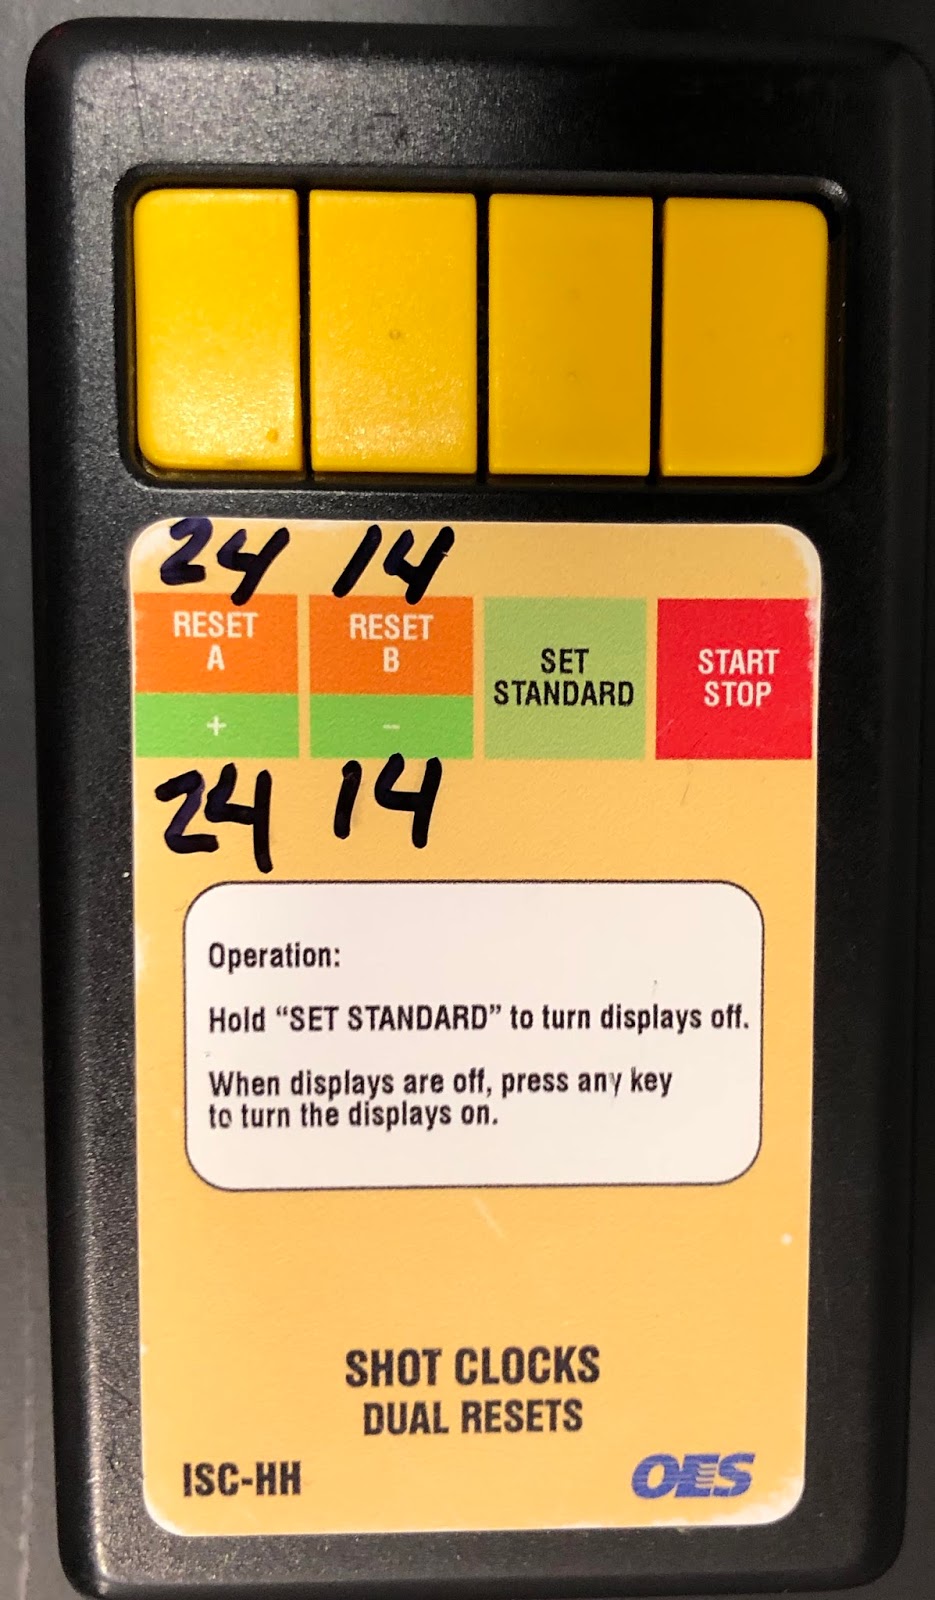 24 14
RESET
A
+
RESET
B
-
SET
STANDARD
START
STOP
24 14
Operation:
Hold “SET STANDARD” to turn displays off.
When displays are off, press any key
to turn the displays on.
SHOT CLOCKS
DUAL RESETS
ISC-HH
OES